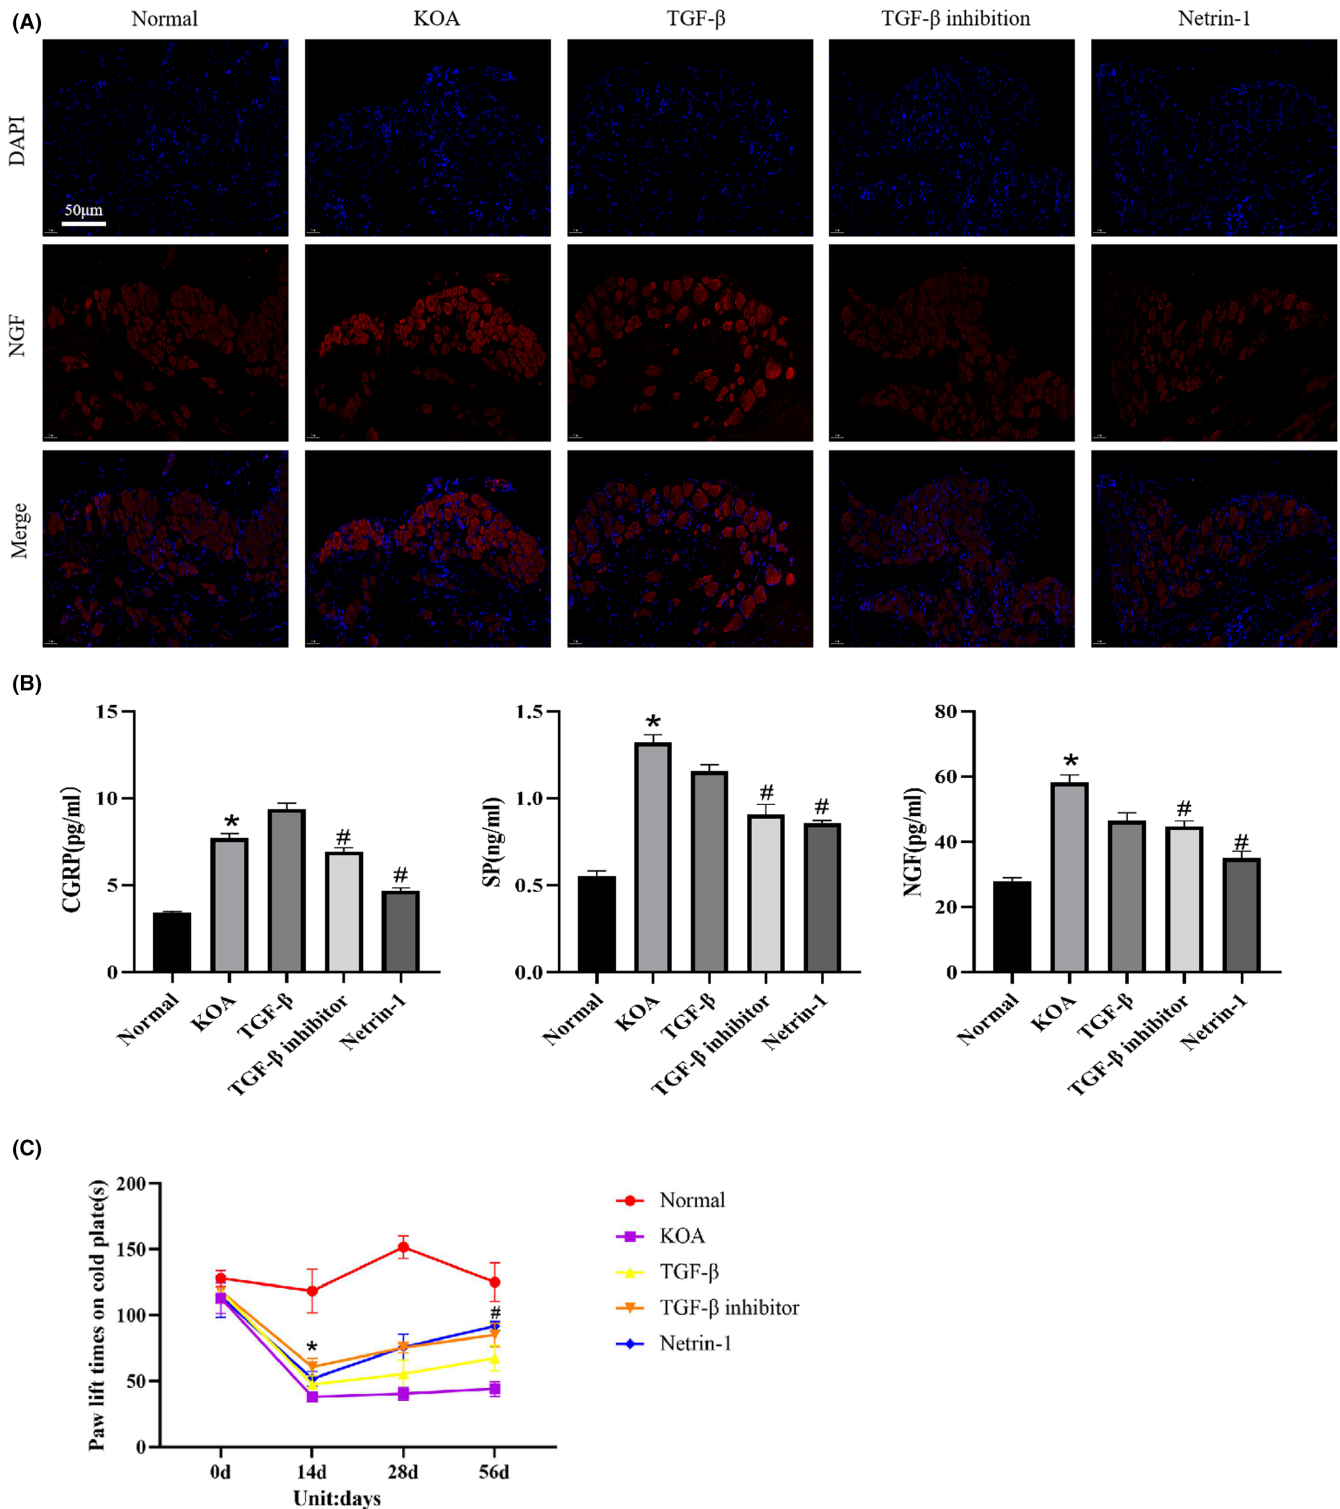 (A)
Normal
KOA
TGF-β
TGF-β inhibition
Netrin-1
DAPI
50μm
NGF
Merge
(B)
CGRP(pg/ml)
15
10
5
0
*
#
#
Normal
KOA
TGF-β
TGF-β inhibitor
Netrin-1
SP(ng/ml)
1.5
1.0
0.5
0.0
*
#
#
Normal
KOA
TGF-β
TGF-β inhibitor
Netrin-1
NGF(pg/ml)
80
60
40
20
0
*
#
#
Normal
KOA
TGF-β
TGF-β inhibitor
Netrin-1
(C)
Paw lift times on cold plate(s)
200
150
100
50
0
*
#
0d
14d
28d
56d
Unit:days
Normal
KOA
TGF-β
TGF-β inhibitor
Netrin-1